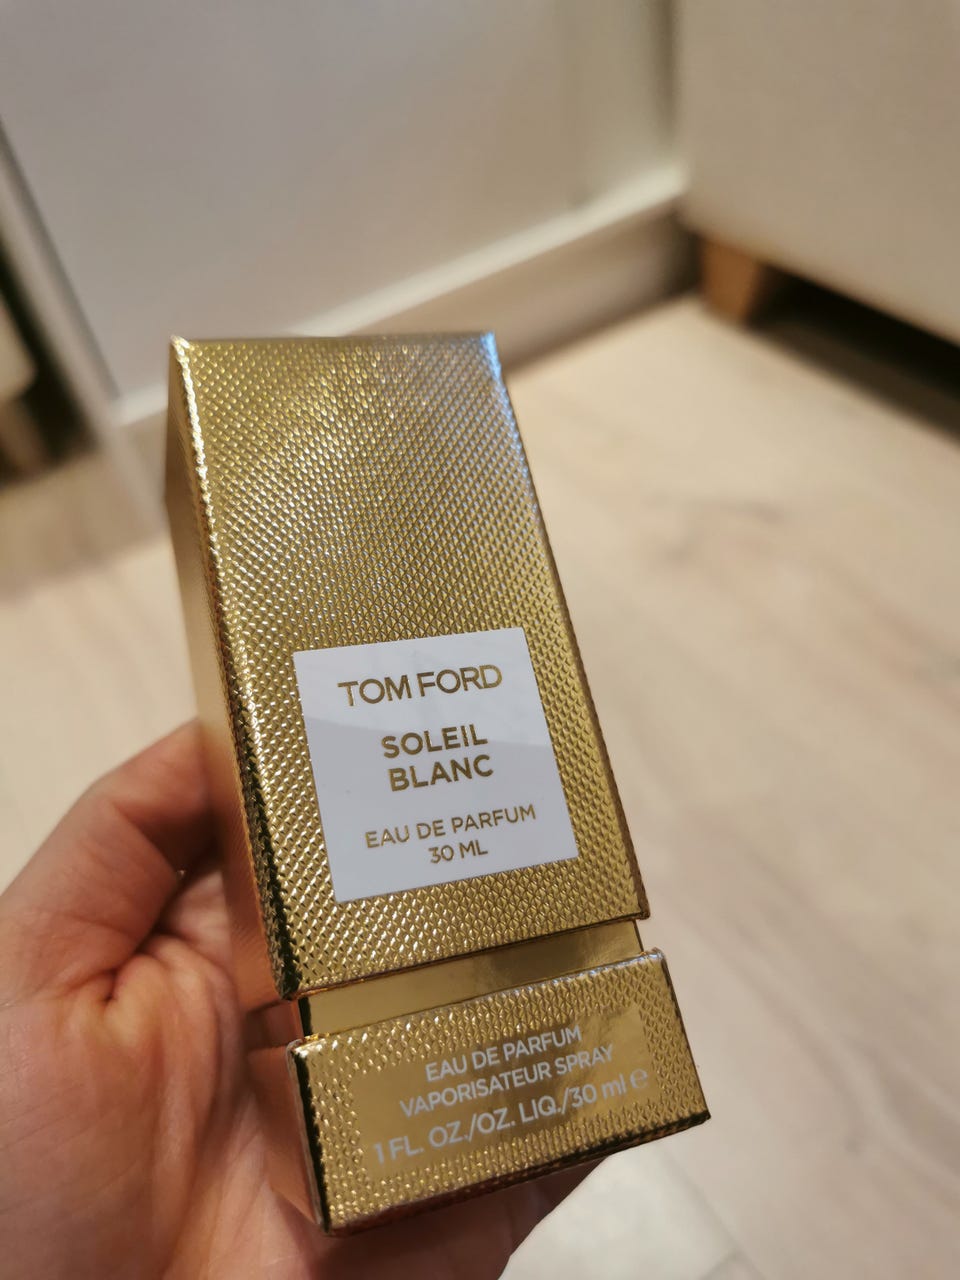 TOM FORD
SOLEIL
BLANC
EAU DE PARFUM
30 ML
EAU DE PARFUM
VAPORISATEUR SPRAY
1 FL. OZ./OZ. LIQ./30 ml ℮